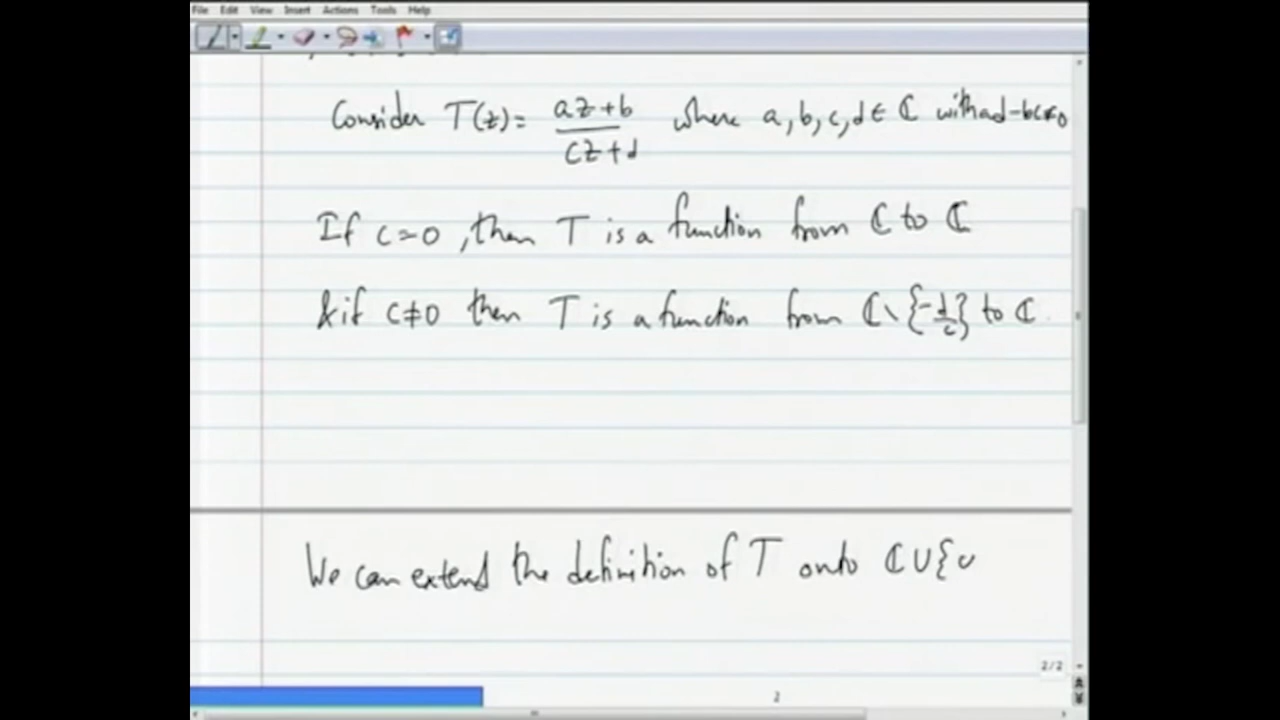 File Edit View Insert Actions Tools Help
Consider T(z) = az+b / cz+d where a, b, c, d ∈ ℂ with ad-bc≠0
If c=0, then T is a function from ℂ to ℂ
& if c≠0 then T is a function from ℂ\{-d/c} to ℂ.
We can extend the definition of T onto ℂ∪{
2/2
2